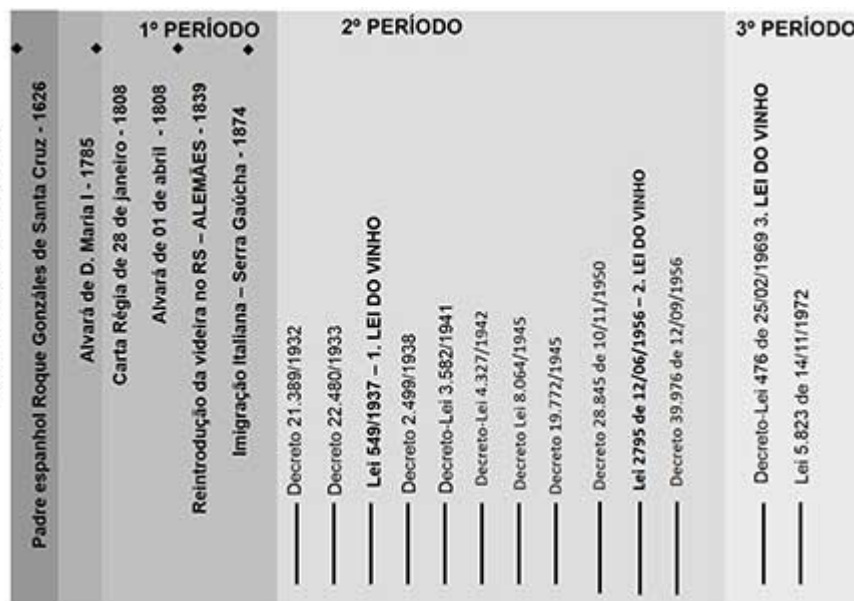 1º PERÍODO
2º PERÍODO
3º PERÍODO
Padre espanhol Roque Gonzáles de Santa Cruz - 1626
Alvará de D. Maria I - 1785
Carta Régia de 28 de janeiro - 1808
Alvará de 01 de abril - 1808
Reintrodução da videira no RS – ALEMÃES - 1839
Imigração Italiana – Serra Gaúcha - 1874
Decreto 21.389/1932
Decreto 22.480/1933
Lei 549/1937 – 1. LEI DO VINHO
Decreto 2.499/1938
Decreto-Lei 3.582/1941
Decreto-Lei 4.327/1942
Decreto Lei 8.064/1945
Decreto 19.772/1945
Decreto 28.845 de 10/11/1950
Lei 2795 de 12/06/1956 – 2. LEI DO VINHO
Decreto 39.976 de 12/09/1956
Decreto-Lei 476 de 25/02/1969 3. LEI DO VINHO
Lei 5.823 de 14/11/1972